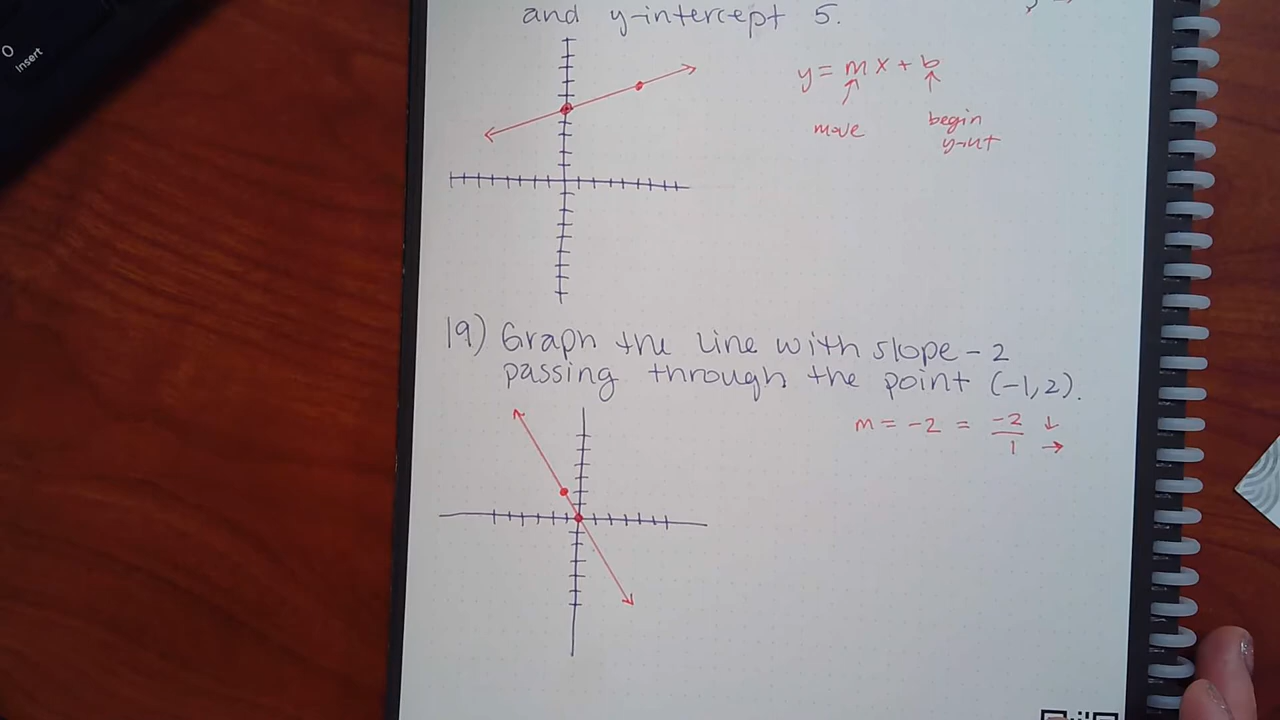 O
Insert
and y-intercept 5.
y = mx + b
move
begin
y-int
19) Graph the line with slope -2
passing through the point (-1,2).
m = -2 = -2/1 ↓ →